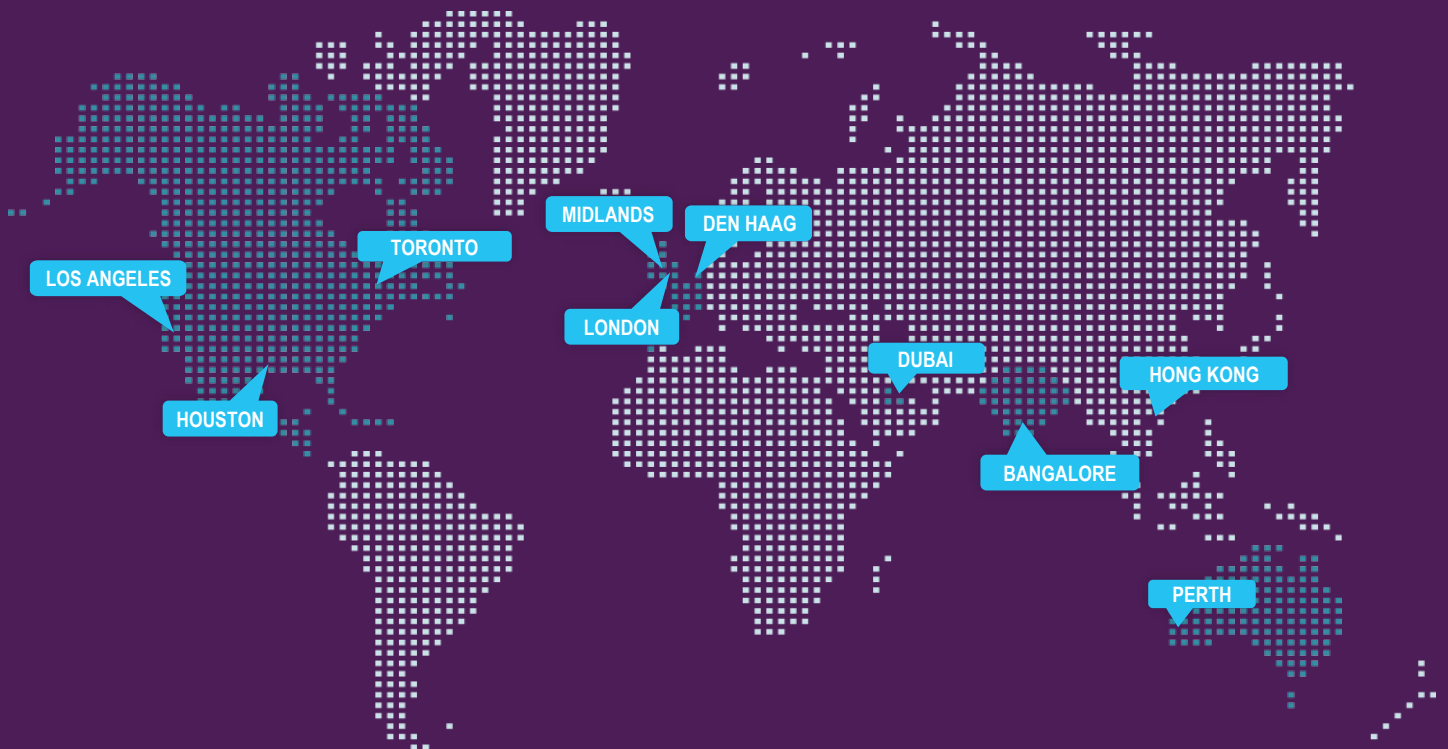 MIDLANDS
DEN HAAG
TORONTO
LOS ANGELES
LONDON
DUBAI
HONG KONG
HOUSTON
BANGALORE
PERTH